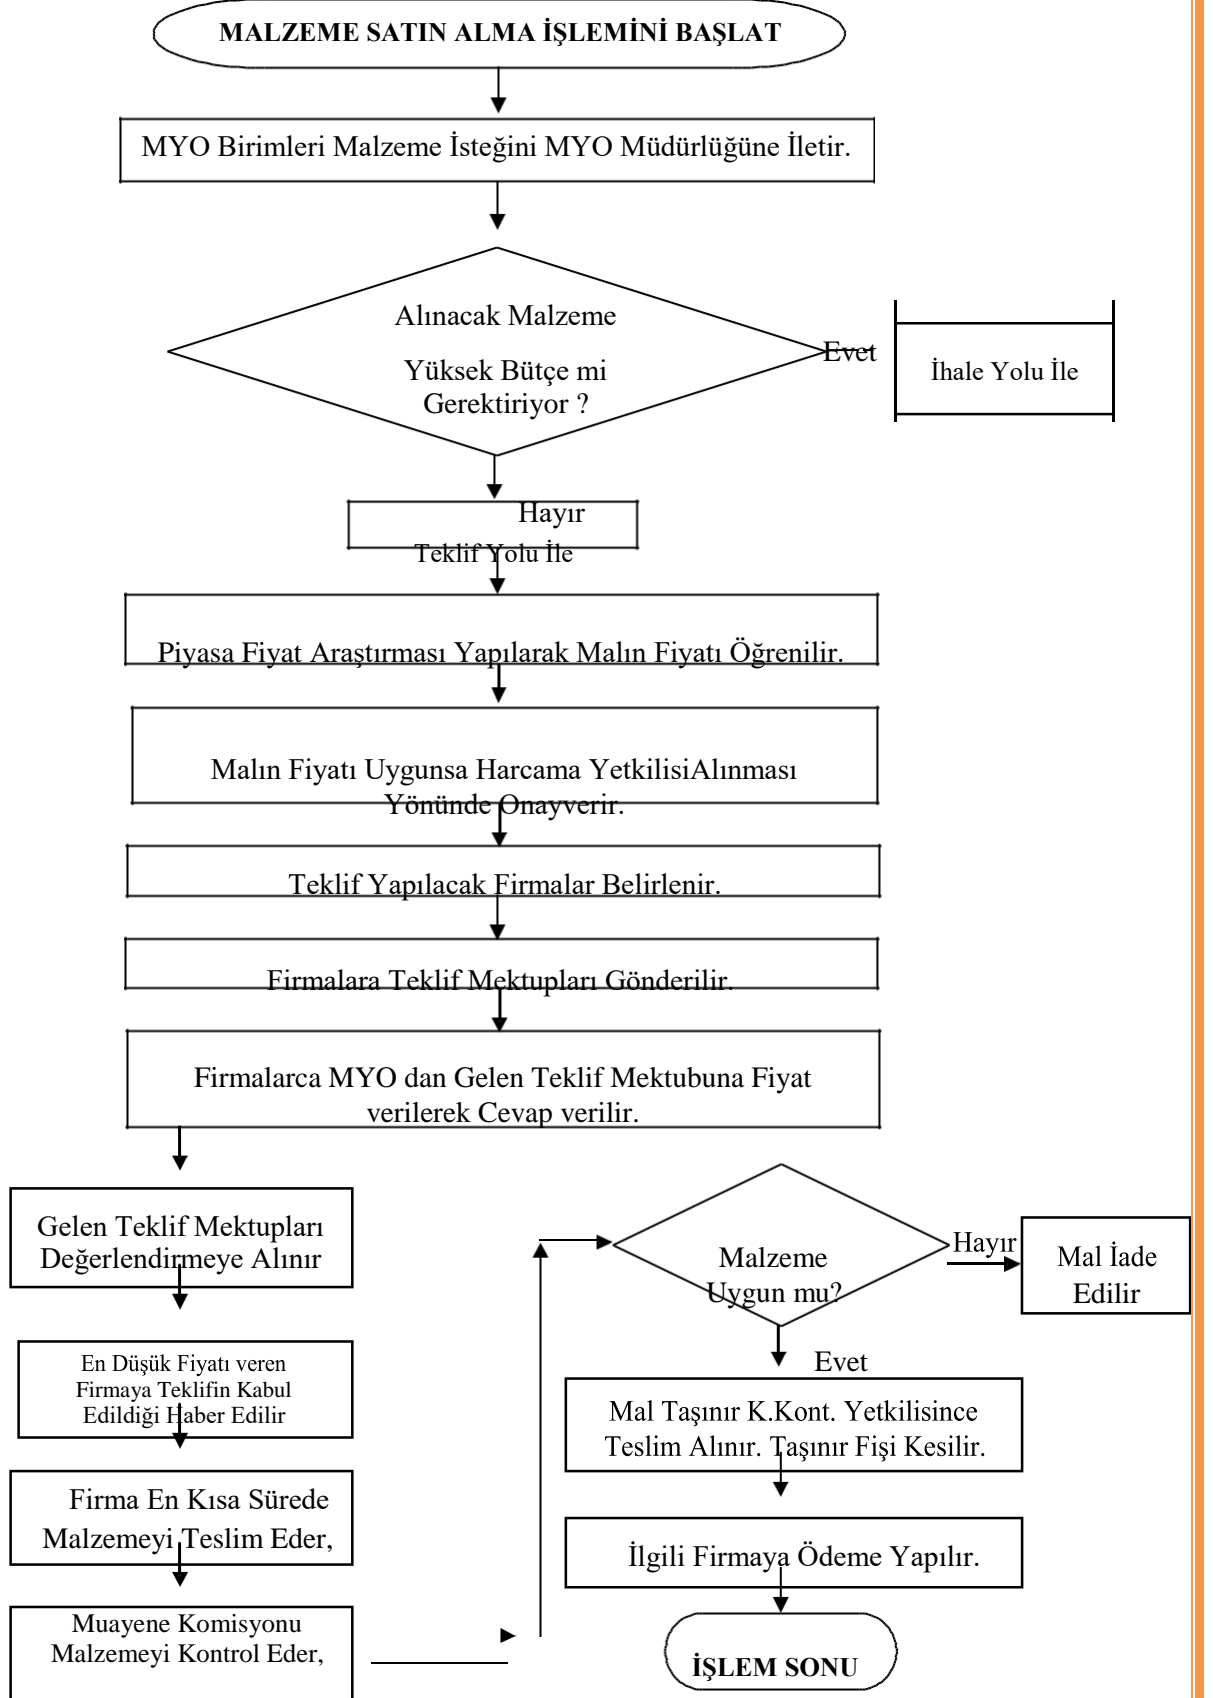 MALZEME SATIN ALMA İŞLEMİNİ BAŞLAT
MYO Birimleri Malzeme İsteğini MYO Müdürlüğüne İletir.
Alınacak Malzeme
Yüksek Bütçe mi
Gerektiriyor ?
Evet
İhale Yolu İle
Hayır
Teklif Yolu İle
Piyasa Fiyat Araştırması Yapılarak Malın Fiyatı Öğrenilir.
Malın Fiyatı Uygunsa Harcama YetkilisiAlınması
Yönünde Onayverir.
Teklif Yapılacak Firmalar Belirlenir.
Firmalara Teklif Mektupları Gönderilir.
Firmalarca MYO dan Gelen Teklif Mektubuna Fiyat
verilerek Cevap verilir.
Gelen Teklif Mektupları
Değerlendirmeye Alınır
En Düşük Fiyatı veren
Firmaya Teklifin Kabul
Edildiği Haber Edilir
Firma En Kısa Sürede
Malzemeyi Teslim Eder,
Muayene Komisyonu
Malzemeyi Kontrol Eder,
Malzeme
Uygun mu?
Hayır
Mal İade
Edilir
Evet
Mal Taşınır K.Kont. Yetkilisince
Teslim Alınır. Taşınır Fişi Kesilir.
İlgili Firmaya Ödeme Yapılır.
İŞLEM SONU